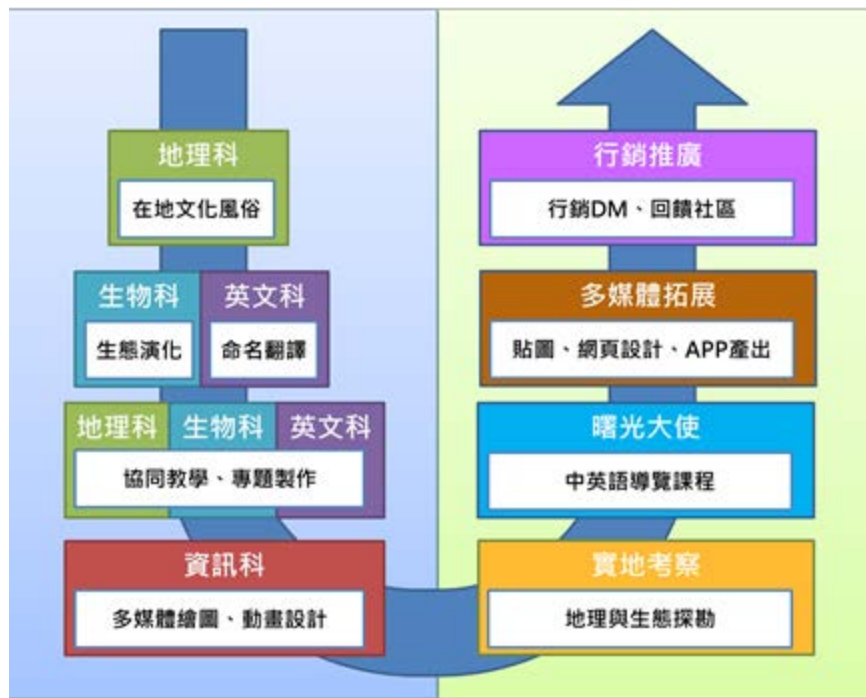 地理科
在地文化風俗
生物科
生態演化
英文科
命名翻譯
地理科 生物科 英文科
協同教學、專題製作
資訊科
多媒體繪圖、動畫設計
行銷推廣
行銷DM、回饋社區
多媒體拓展
貼圖、網頁設計、APP產出
曙光大使
中英語導覽課程
實地考察
地理與生態探勘